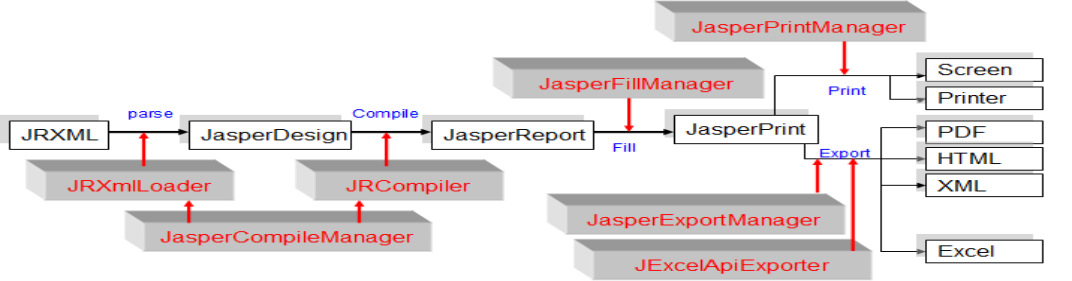 JasperPrintManager
JasperFillManager
Screen
Print
Printer
parse
Compile
JRXML
JasperDesign
JasperReport
Fill
JasperPrint
PDF
Export
HTML
XML
JRXmlLoader
JRCompiler
JasperExportManager
JasperCompileManager
Excel
JExcelApiExporter